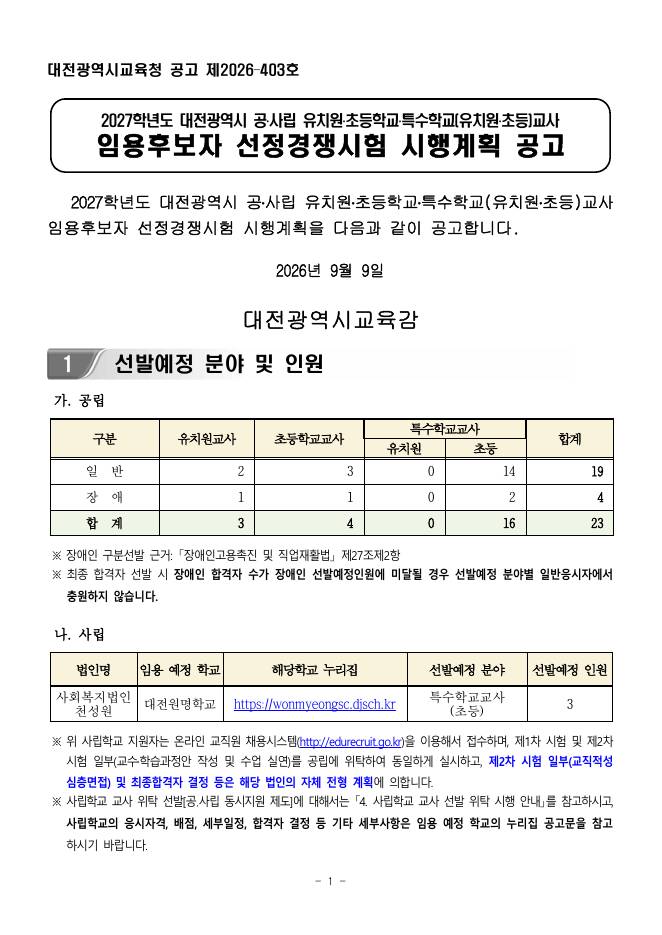 대전광역시교육청 공고 제2026-403호
2027학년도 대전광역시 공·사립 유치원·초등학교·특수학교(유치원·초등)교사
임용후보자 선정경쟁시험 시행계획 공고
2027학년도 대전광역시 공·사립 유치원·초등학교·특수학교(유치원·초등)교사
임용후보자 선정경쟁시험 시행계획을 다음과 같이 공고합니다.
2026년 9월 9일
대전광역시교육감
1 선발예정 분야 및 인원
가. 공립
구분 유치원교사 초등학교교사 특수학교교사 합계
유치원 초등
일 반 2 3 0 14 19
장 애 1 1 0 2 4
합 계 3 4 0 16 23
※ 장애인 구분선발 근거:「장애인고용촉진 및 직업재활법」제27조제2항
※ 최종 합격자 선발 시 장애인 합격자 수가 장애인 선발예정인원에 미달될 경우 선발예정 분야별 일반응시자에서
충원하지 않습니다.
나. 사립
법인명 임용 예정 학교 해당학교 누리집 선발예정 분야 선발예정 인원
사회복지법인 천성원 대전원명학교 https://wonmyeongsc.djsch.kr 특수학교교사 (초등) 3
※ 위 사립학교 지원자는 온라인 교직원 채용시스템(http://edurecruit.go.kr)을 이용해서 접수하며, 제1차 시험 및 제2차
시험 일부(교수·학습과정안 작성 및 수업 실연)를 공립에 위탁하여 동일하게 실시하고, 제2차 시험 일부(교직적성
심층면접) 및 최종합격자 결정 등은 해당 법인의 자체 전형 계획에 의합니다.
※ 사립학교 교사 위탁 선발[공.사립 동시지원 제도]에 대해서는「4. 사립학교 교사 선발 위탁 시행 안내」를 참고하시고,
사립학교의 응시자격, 배점, 세부일정, 합격자 결정 등 기타 세부사항은 임용 예정 학교의 누리집 공고문을 참고
하시기 바랍니다.
- 1 -